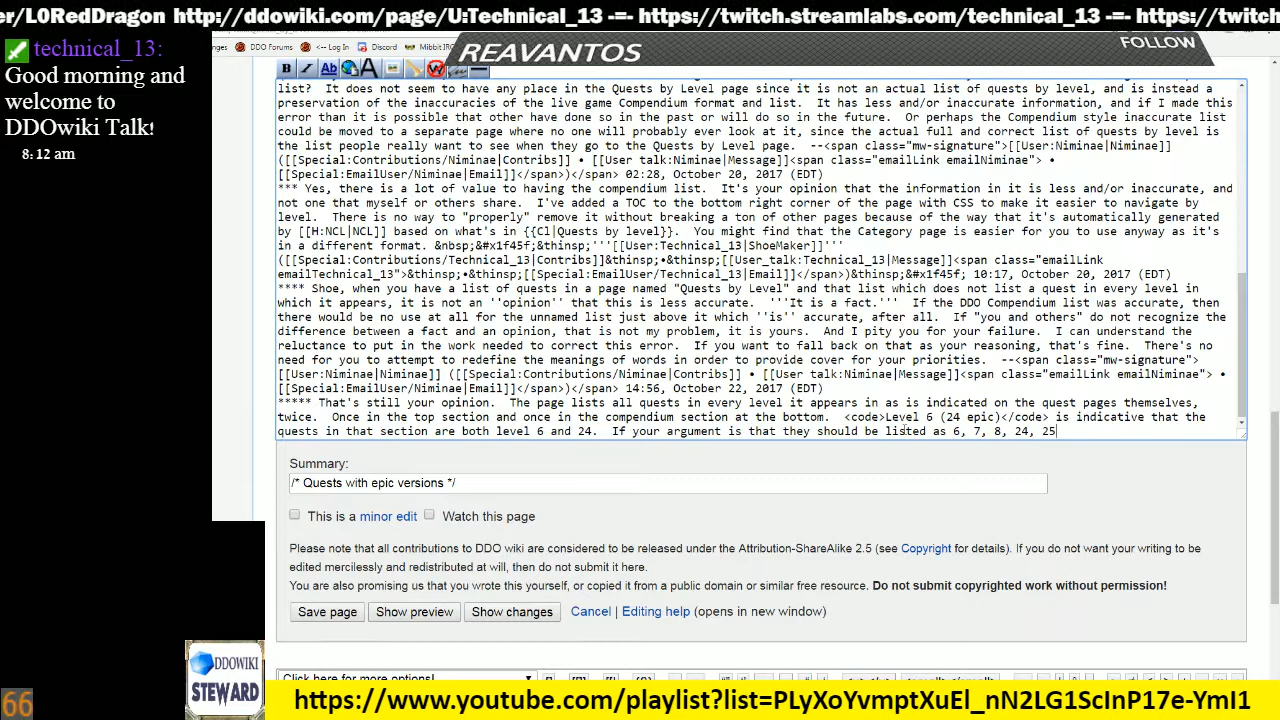 er/L0RedDragon http://ddowiki.com/page/U:Technical_13 -=- https://twitch.streamlabs.com/technical_13 -=- https://twitch
technical_13:
Good morning and
welcome to
DDOwiki Talk!
8:12 am
nges DDO Forums <-- Log In Discord Mibbit IRC
REAVANTOS
FOLLOW
list? It does not seem to have any place in the Quests by Level page since it is not an actual list of quests by level, and is instead a
preservation of the inaccuracies of the live game Compendium format and list. It has less and/or inaccurate information, and if I made this
error than it is possible that other have done so in the past or will do so in the future. Or perhaps the Compendium style inaccurate list
could be moved to a separate page where no one will probably ever look at it, since the actual full and correct list of quests by level is
the list people really want to see when they go to the Quests by Level page. --<span class="mw-signature">[[User:Niminae|Niminae]]
([[Special:Contributions/Niminae|Contribs]] • [[User talk:Niminae|Message]]<span class="emailLink emailNiminae"> •
[[Special:EmailUser/Niminae|Email]]</span>)</span> 02:28, October 20, 2017 (EDT)
*** Yes, there is a lot of value to having the compendium list. It's your opinion that the information in it is less and/or inaccurate, and
not one that myself or others share. I've added a TOC to the bottom right corner of the page with CSS to make it easier to navigate by
level. There is no way to "properly" remove it without breaking a ton of other pages because of the way that it's automatically generated
by [[H:NCL|NCL]] based on what's in {{Cl|Quests by level}}. You might find that the Category page is easier for you to use anyway as it's
in a different format. &nbsp;&#x1f45f;&thinsp;'''[[User:Technical_13|ShoeMaker]]'''
([[Special:Contributions/Technical_13|Contribs]]&thinsp;•&thinsp;[[User_talk:Technical_13|Message]]<span class="emailLink
emailTechnical_13">&thinsp;•&thinsp;[[Special:EmailUser/Technical_13|Email]]</span>)&thinsp;&#x1f45f; 10:17, October 20, 2017 (EDT)
**** Shoe, when you have a list of quests in a page named "Quests by Level" and that list which does not list a quest in every level in
which it appears, it is not an ''opinion'' that this is less accurate. '''It is a fact.''' If the DDO Compendium list was accurate, then
there would be no use at all for the unnamed list just above it which ''is'' accurate, after all. If "you and others" do not recognize the
difference between a fact and an opinion, that is not my problem, it is yours. And I pity you for your failure. I can understand the
reluctance to put in the work needed to correct this error. If you want to fall back on that as your reasoning, that's fine. There's no
need for you to attempt to redefine the meanings of words in order to provide cover for your priorities. --<span class="mw-signature">
[[User:Niminae|Niminae]] ([[Special:Contributions/Niminae|Contribs]] • [[User talk:Niminae|Message]]<span class="emailLink emailNiminae"> •
[[Special:EmailUser/Niminae|Email]]</span>)</span> 14:56, October 22, 2017 (EDT)
***** That's still your opinion. The page lists all quests in every level it appears in as is indicated on the quest pages themselves,
twice. Once in the top section and once in the compendium section at the bottom. <code>Level 6 (24 epic)</code> is indicative that the
quests in that section are both level 6 and 24. If your argument is that they should be listed as 6, 7, 8, 24, 25
Summary:
/* Quests with epic versions */
This is a minor edit Watch this page
Please note that all contributions to DDO wiki are considered to be released under the Attribution-ShareAlike 2.5 (see Copyright for details). If you do not want your writing to be
edited mercilessly and redistributed at will, then do not submit it here.
You are also promising us that you wrote this yourself, or copied it from a public domain or similar free resource. Do not submit copyrighted work without permission!
Save page Show preview Show changes Cancel | Editing help (opens in new window)
Click here for more options!
DDOWIKI
STEWARD
66
https://www.youtube.com/playlist?list=PLyXoYvmptXuEl_nN2LG1ScInP17e-YmI1